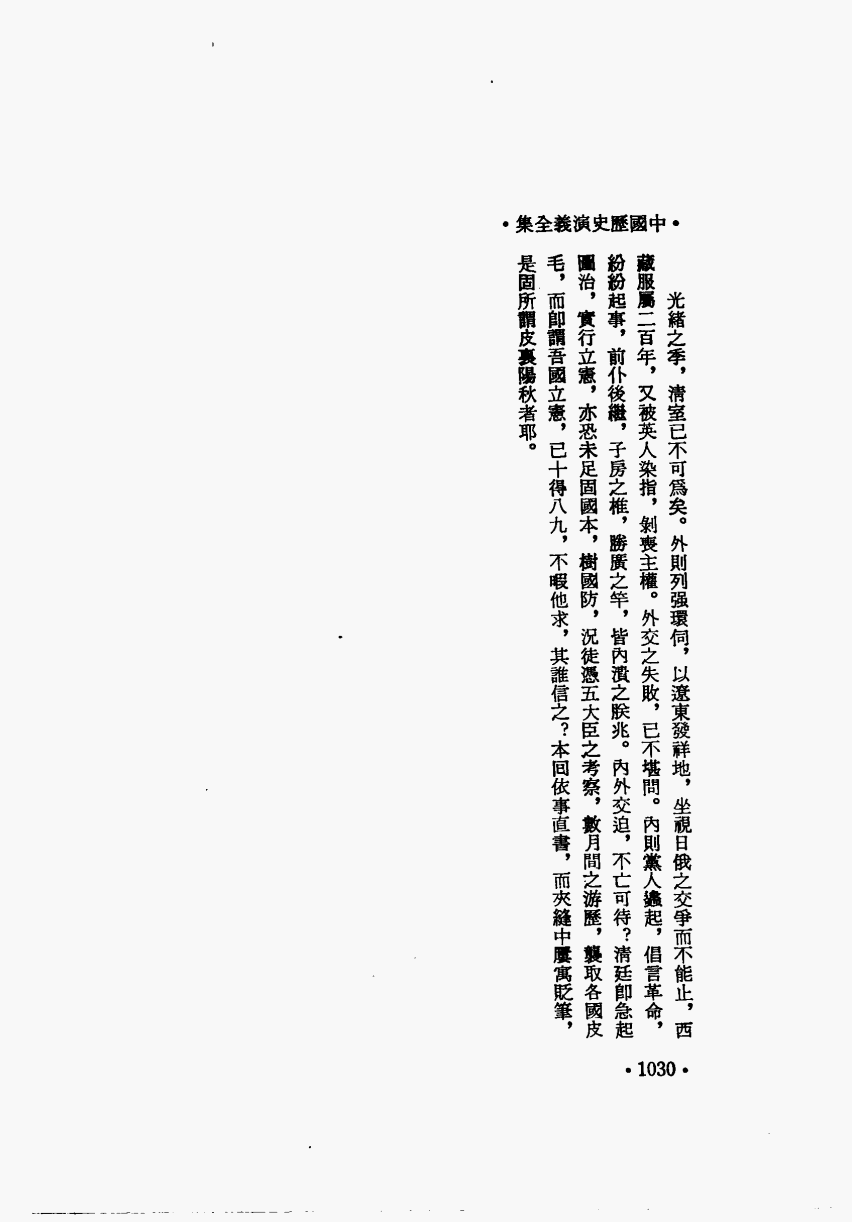 •中國歷史演義全集•
光緒之季，清室已不可爲矣。外則列强環伺，以遼東發祥地，坐視日俄之交爭而不能止，西
藏服屬二百年，又被英人染指，剝喪主權。外交之失敗，已不堪問。內則黨人蠭起，倡言革命，
紛紛起事，前仆後繼，子房之椎，勝廣之竿，皆內潰之朕兆。內外交迫，不亡可待？清廷卽急起
圖治，實行立憲，亦恐未足固國本，樹國防，況徒憑五大臣之考察，數月間之游歷，襲取各國皮
毛，而卽謂吾國立憲，已十得八九，不暇他求，其誰信之？本回依事直書，而夾縫中屢寓貶筆，
是固所謂皮裏陽秋者耶。
•1030•